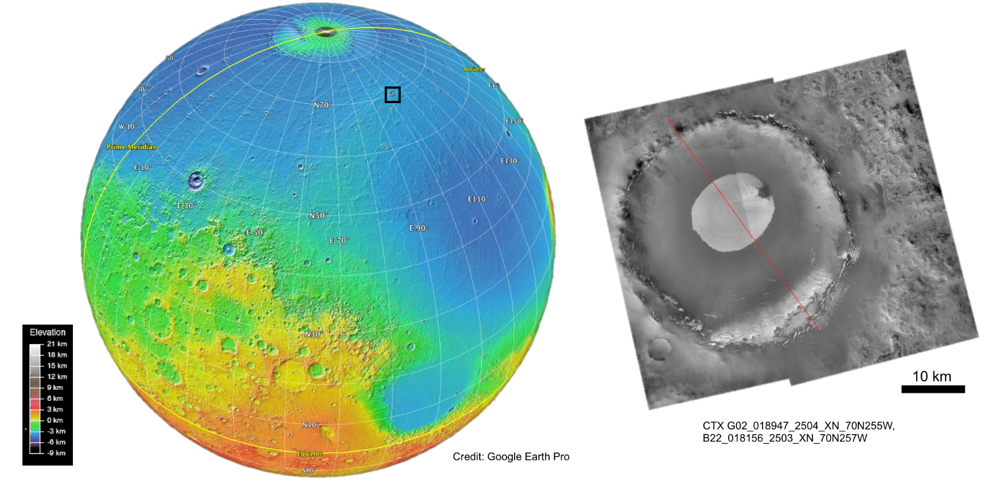 50°
30°
Antimer
E12
N70°
W 10°
E150°
Prime Meridian
E130°
E 10°
E110°
E 30°
N50°
E 90°
E 50°
E 70°
N30°
N10°
Equator
S10°
Elevation
21 km
18 km
15 km
12 km
9 km
6 km
3 km
0 km
-3 km
-6 km
-9 km
Credit: Google Earth Pro
10 km
CTX G02_018947_2504_XN_70N255W,
B22_018156_2503_XN_70N257W